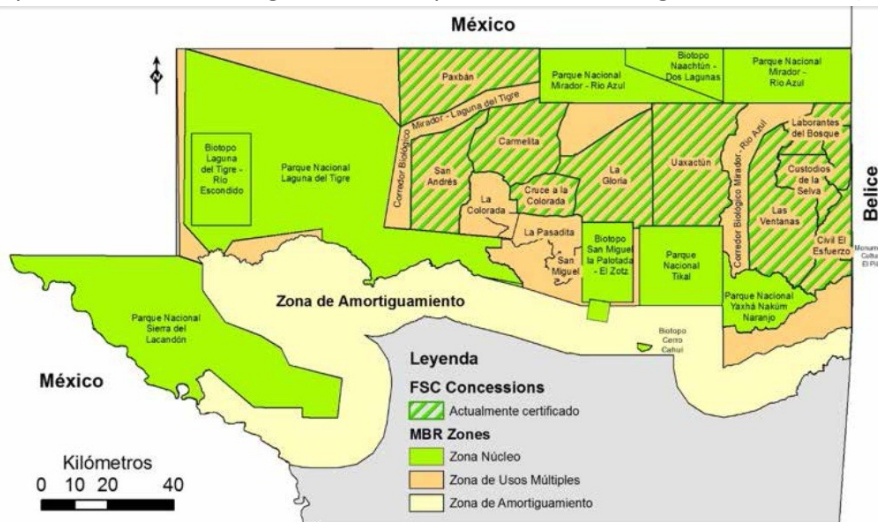 México
Paxbán
Parque Nacional
Mirador - Rio Azul
Biotopo
Naachtún -
Dos Lagunas
Parque Nacional
Mirador -
Rio Azul
N
Corredor Biológico Mirador - Laguna del Tigre
Biotopo
Laguna
del Tigre -
Rio
Escondido
Parque Nacional
Laguna del Tigre
San
Andrés
Carmelita
Cruce a la
Colorada
La
Colorada
La
Gloria
Uaxactún
Corredor Biológico Mirador - Rio Azul
Laborantes
del Bosque
Custodios
de la
Selva
Las
Ventanas
Civil El
Esfuerzo
Belice
La Pasadita
San
Miguel
Biotopo
San Miguel
la Palotada
- El Zotz
Parque
Nacional
Tikal
Parque Nacional
Yaxhá Nakúm
Naranjo
Zona de Amortiguamiento
Parque Nacional
Sierra del
Lacandón
Biotopo
Cerro
Cahuí
México
Leyenda
FSC Concessions
Actualmente certificado
MBR Zones
Zona Núcleo
Zona de Usos Múltiples
Zona de Amortiguamiento
Kilómetros
0 10 20 40